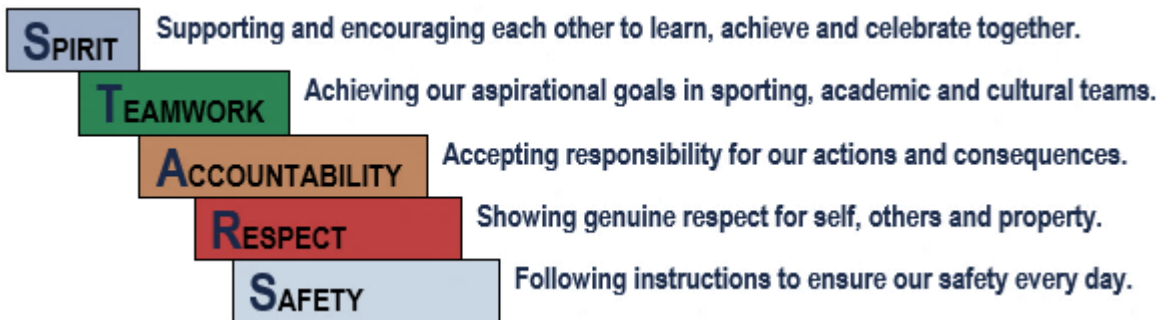 SPIRIT Supporting and encouraging each other to learn, achieve and celebrate together.
TEAMWORK Achieving our aspirational goals in sporting, academic and cultural teams.
ACCOUNTABILITY Accepting responsibility for our actions and consequences.
RESPECT Showing genuine respect for self, others and property.
SAFETY Following instructions to ensure our safety every day.